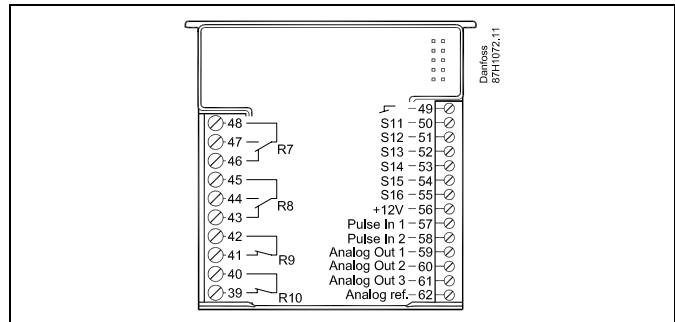 Danfoss
87H1072.11
48
47
R7
46
45
44
R8
43
42
41
R9
40
39
R10
49
S11 – 50
S12 – 51
S13 – 52
S14 – 53
S15 – 54
S16 – 55
+12V – 56
Pulse In 1 – 57
Pulse In 2 – 58
Analog Out 1 – 59
Analog Out 2 – 60
Analog Out 3 – 61
Analog ref. – 62